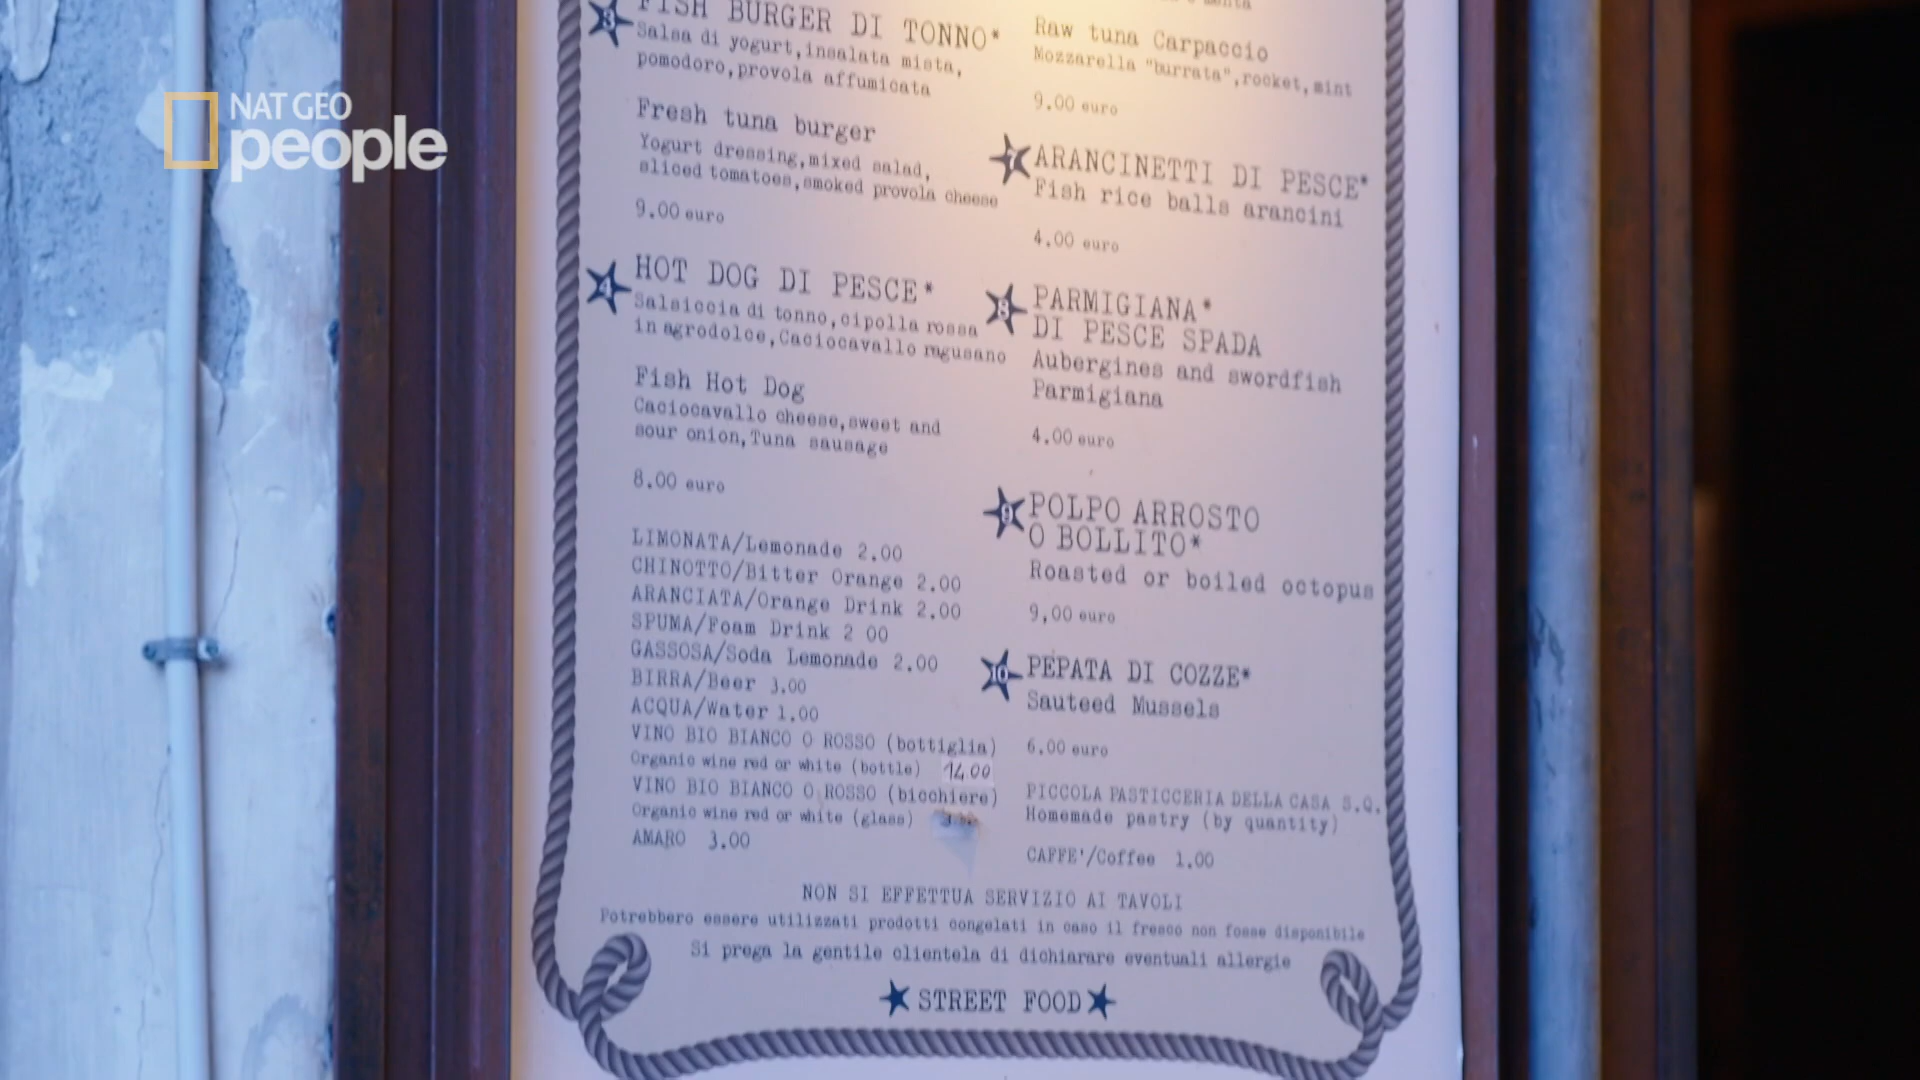 NAT GEO
people
3 FISH BURGER DI TONNO*
Salsa di yogurt,insalata mista,
pomodoro,provola affumicata
Fresh tuna burger
Yogurt dressing,mixed salad,
sliced tomatoes,smoked provola cheese
9.00 euro
4 HOT DOG DI PESCE*
Salsiccia di tonno,cipolla rossa
in agrodolce,Caciocavallo ragusano
Fish Hot Dog
Caciocavallo cheese,sweet and
sour onion,Tuna sausage
8.00 euro
LIMONATA/Lemonade 2.00
CHINOTTO/Bitter Orange 2.00
ARANCIATA/Orange Drink 2.00
SPUMA/Foam Drink 2 00
GASSOSA/Soda Lemonade 2.00
BIRRA/Beer 3.00
ACQUA/Water 1.00
VINO BIO BIANCO O ROSSO (bottiglia)
Organic wine red or white (bottle) 14.00
VINO BIO BIANCO O ROSSO (bicchiere)
Organic wine red or white (glass)
AMARO 3.00
menta
Raw tuna Carpaccio
Mozzarella "burrata",rocket,mint
9.00 euro
7 ARANCINETTI DI PESCE*
Fish rice balls arancini
4.00 euro
8 PARMIGIANA*
DI PESCE SPADA
Aubergines and swordfish
Parmigiana
4.00 euro
9 POLPO ARROSTO
O BOLLITO*
Roasted or boiled octopus
9,00 euro
10 PEPATA DI COZZE*
Sauteed Mussels
6.00 euro
PICCOLA PASTICCERIA DELLA CASA S.Q.
Homemade pastry (by quantity)
CAFFE'/Coffee 1.00
NON SI EFFETTUA SERVIZIO AI TAVOLI
Potrebbero essere utilizzati prodotti congelati in caso il fresco non fosse disponibile
Si prega la gentile clientela di dichiarare eventuali allergie
STREET FOOD